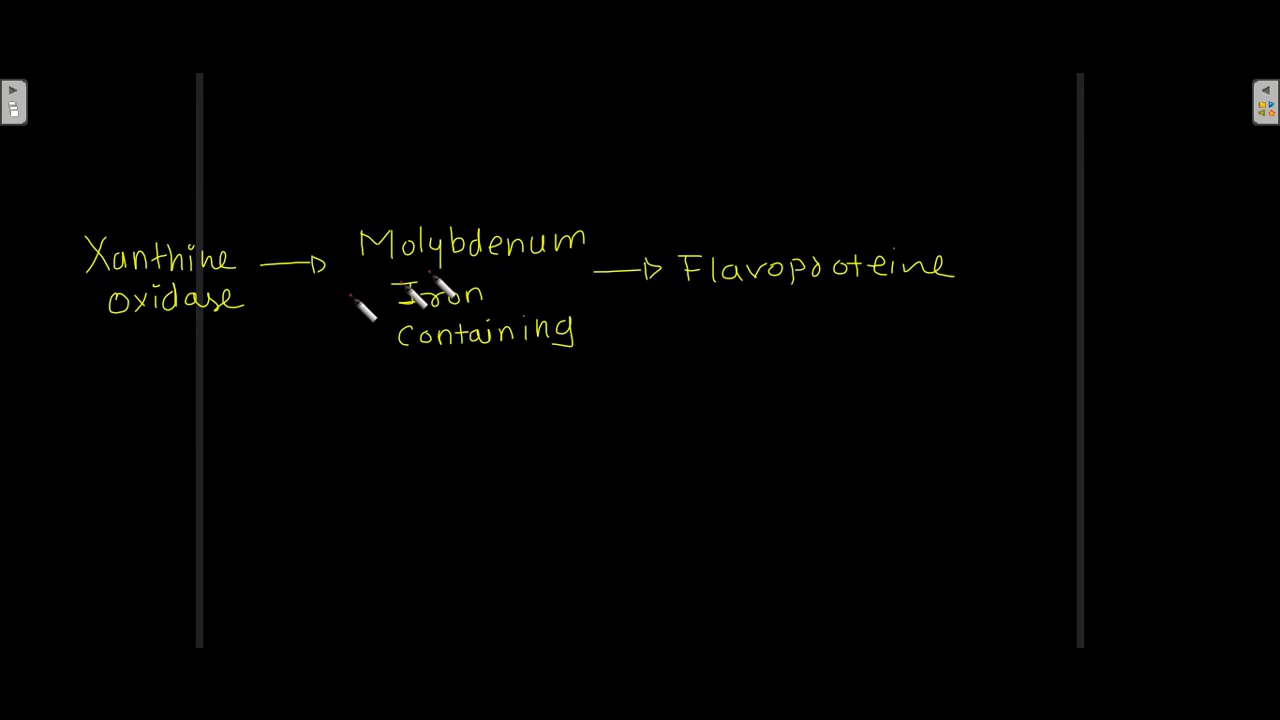 Xanthine
oxidase
Molybdenum
Iron
Containing
Flavoproteine